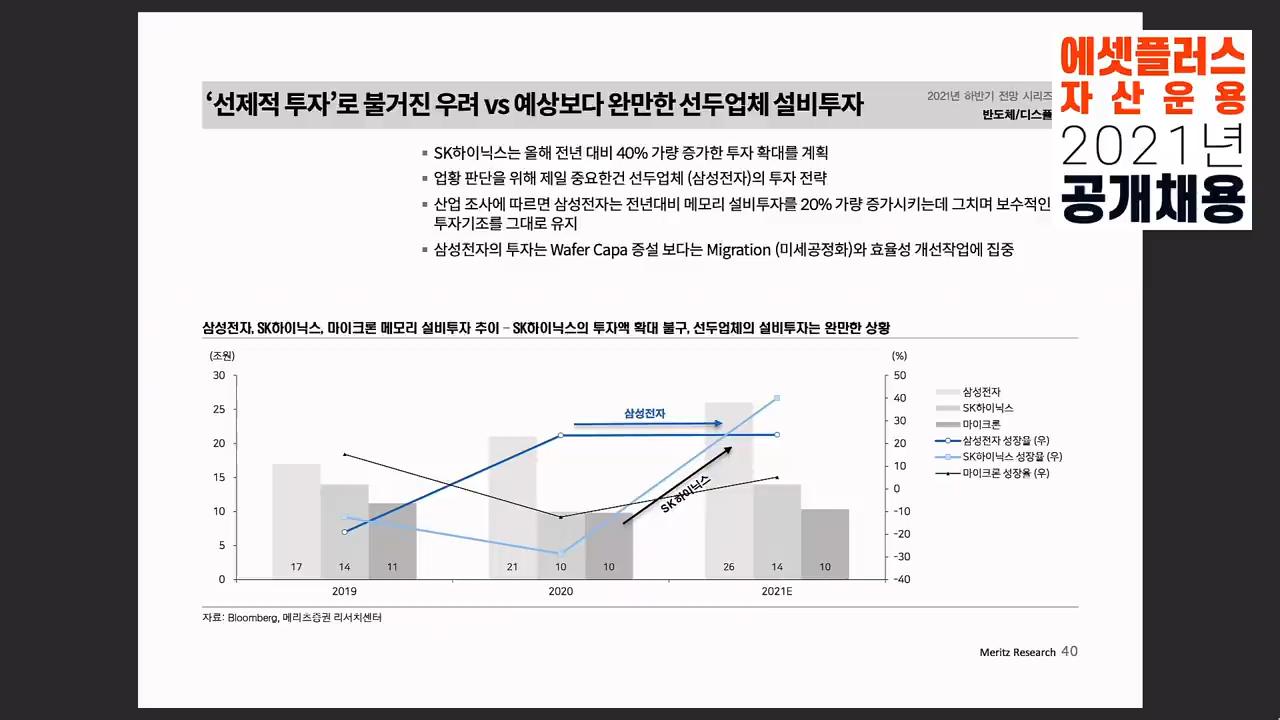 ‘선제적 투자’로 불거진 우려 vs 예상보다 완만한 선두업체 설비투자
2021년 하반기 전망 시리즈
반도체/디스플
에셋플러스
자산운용
2021년
공개채용
▪ SK하이닉스는 올해 전년 대비 40% 가량 증가한 투자 확대를 계획
▪ 업황 판단을 위해 제일 중요한건 선두업체 (삼성전자)의 투자 전략
▪ 산업 조사에 따르면 삼성전자는 전년대비 메모리 설비투자를 20% 가량 증가시키는데 그치며 보수적인
투자기조를 그대로 유지
▪ 삼성전자의 투자는 Wafer Capa 증설 보다는 Migration (미세공정화)와 효율성 개선작업에 집중
삼성전자, SK하이닉스, 마이크론 메모리 설비투자 추이 – SK하이닉스의 투자액 확대 불구, 선두업체의 설비투자는 완만한 상황
(조원)
30
25
20
15
10
5
0
삼성전자
SK하이닉스
17 14 11 21 10 10 26 14 10
2019 2020 2021E
(%)
50
40
30
20
10
0
-10
-20
-30
-40
삼성전자
SK하이닉스
마이크론
삼성전자 성장율 (우)
SK하이닉스 성장율 (우)
마이크론 성장율 (우)
자료: Bloomberg, 메리츠증권 리서치센터
Meritz Research 40